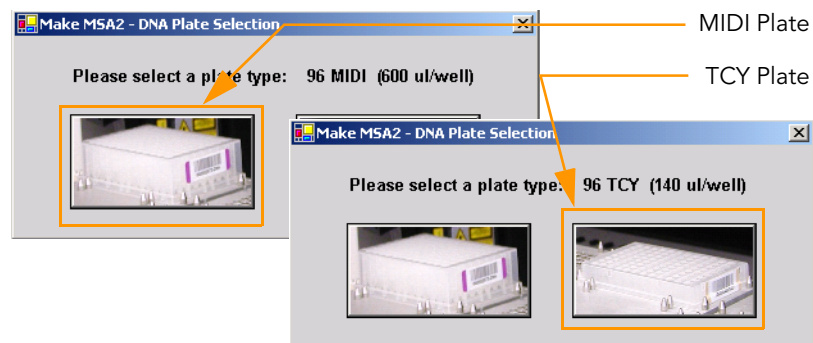 Make MSA2 - DNA Plate Selection
MIDI Plate
Please select a plate type: 96 MIDI (600 ul/well)
TCY Plate
Make MSA2 - DNA Plate Selection
Please select a plate type: 96 TCY (140 ul/well)